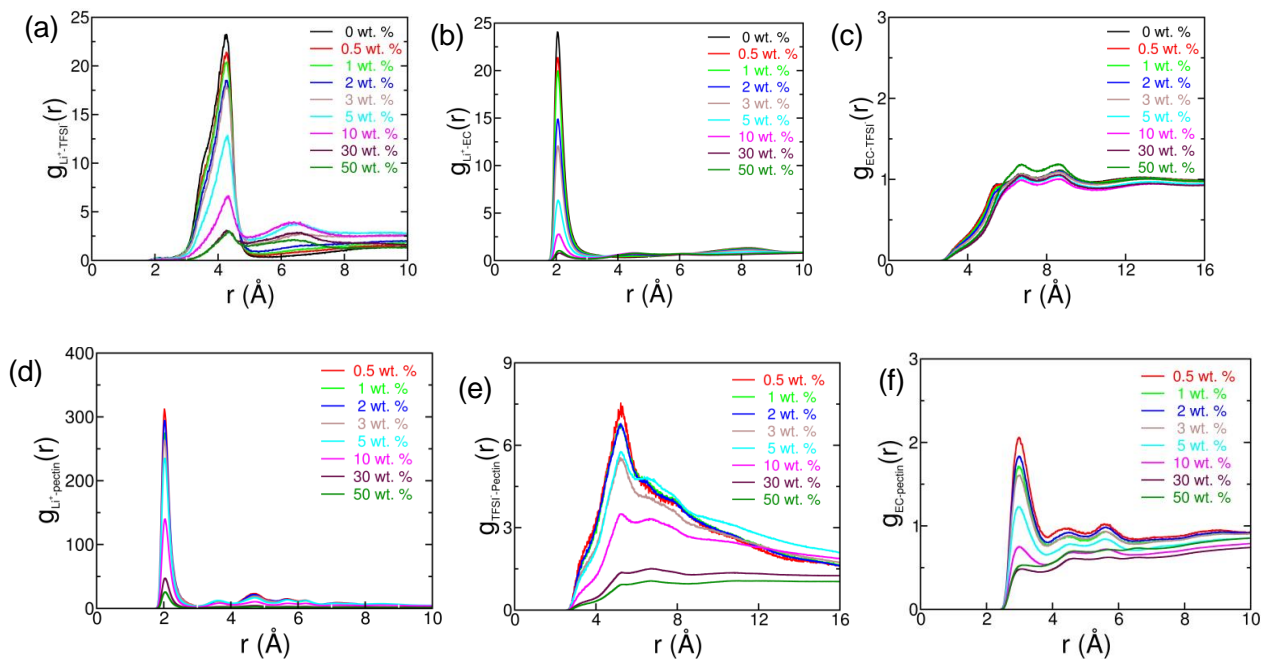 (a)
25
20
15
10
5
0
0 2 4 6 8 10
g Li⁺-TFSI⁻(r)
r (Å)
0 wt. %
0.5 wt. %
1 wt. %
2 wt. %
3 wt. %
5 wt. %
10 wt. %
30 wt. %
50 wt. %
(b)
25
20
15
10
5
0
0 2 4 6 8 10
g Li⁺-EC(r)
r (Å)
0 wt. %
0.5 wt. %
1 wt. %
2 wt. %
3 wt. %
5 wt. %
10 wt. %
30 wt. %
50 wt. %
(c)
3
2
1
0
0 4 8 12 16
g EC-TFSI⁻(r)
r (Å)
0 wt. %
0.5 wt. %
1 wt. %
2 wt. %
3 wt. %
5 wt. %
10 wt. %
30 wt. %
50 wt. %
(d)
400
300
200
100
0
0 2 4 6 8 10
g Li⁺-pectin(r)
r (Å)
0.5 wt. %
1 wt. %
2 wt. %
3 wt. %
5 wt. %
10 wt. %
30 wt. %
50 wt. %
(e)
9
6
3
0
0 4 8 12 16
g TFSI⁻-Pectin(r)
r (Å)
0.5 wt. %
1 wt. %
2 wt. %
3 wt. %
5 wt. %
10 wt. %
30 wt. %
50 wt. %
(f)
3
2
1
0
0 2 4 6 8 10
g EC-pectin(r)
r (Å)
0.5 wt. %
1 wt. %
2 wt. %
3 wt. %
5 wt. %
10 wt. %
30 wt. %
50 wt. %